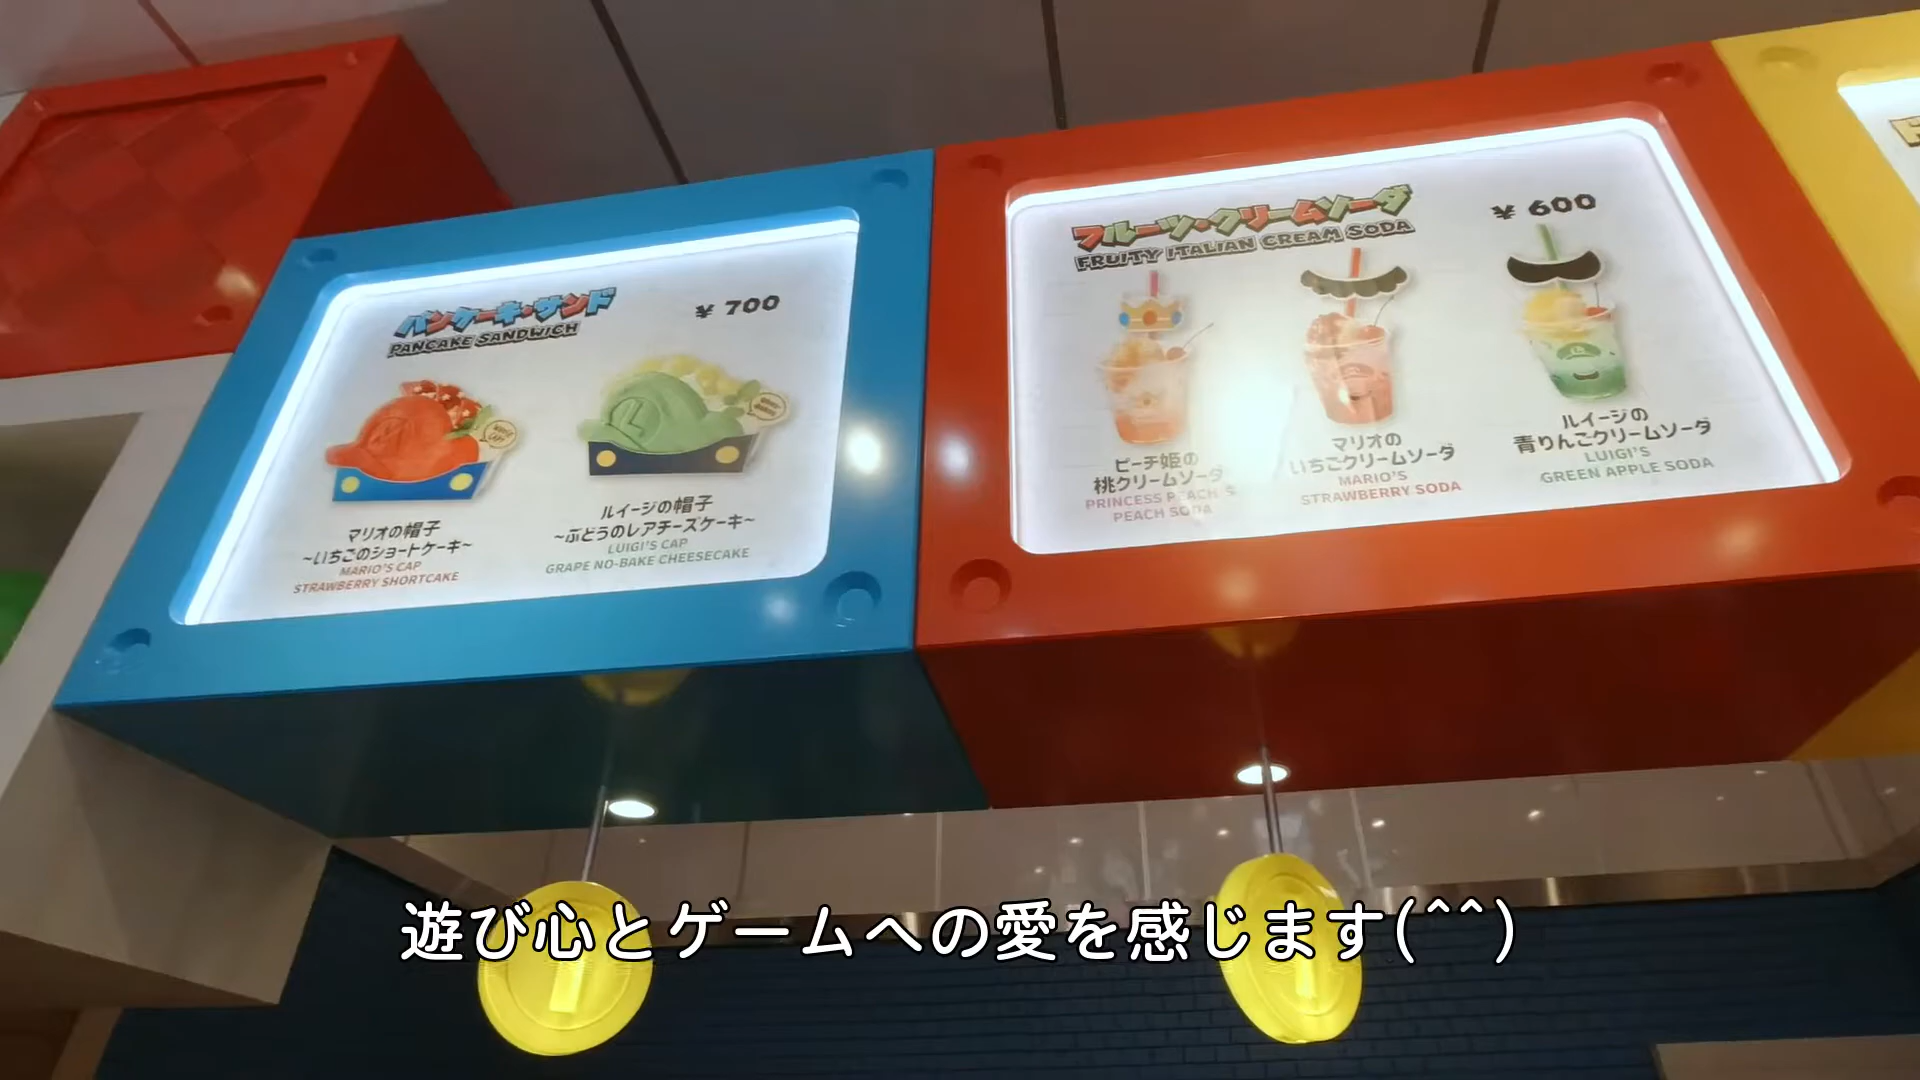 パンケーキ・サンド
PANCAKE SANDWICH
¥ 700
マリオの帽子
~いちごのショートケーキ~
MARIO'S CAP
STRAWBERRY SHORTCAKE
ルイージの帽子
~ぶどうのレアチーズケーキ~
LUIGI'S CAP
GRAPE NO-BAKE CHEESECAKE
フルーツ・クリームソーダ
FRUITY ITALIAN CREAM SODA
¥ 600
ピーチ姫の
桃クリームソーダ
PRINCESS PEACH'S
PEACH SODA
マリオの
いちごクリームソーダ
MARIO'S
STRAWBERRY SODA
ルイージの
青りんごクリームソーダ
LUIGI'S
GREEN APPLE SODA
遊び心とゲームへの愛を感じます(^^)